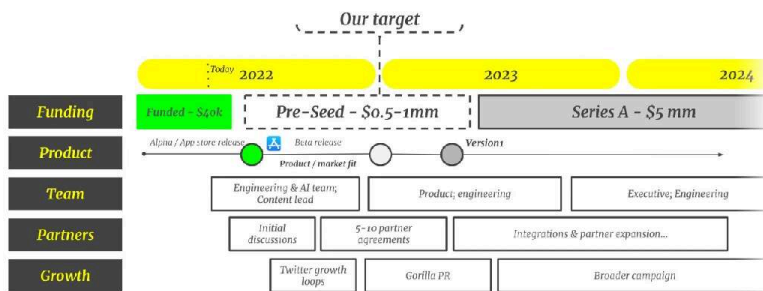 Our target
Today
2022
2023
2024
Funding
Funded - $40k
Pre-Seed - $0.5-1mm
Series A - $5 mm
Product
Alpha / App store release
Beta release
Version1
Product / market fit
Team
Engineering & AI team;
Content lead
Product; engineering
Executive; Engineering
Partners
Initial
discussions
5-10 partner
agreements
Integrations & partner expansion...
Growth
Twitter growth
loops
Gorilla PR
Broader campaign